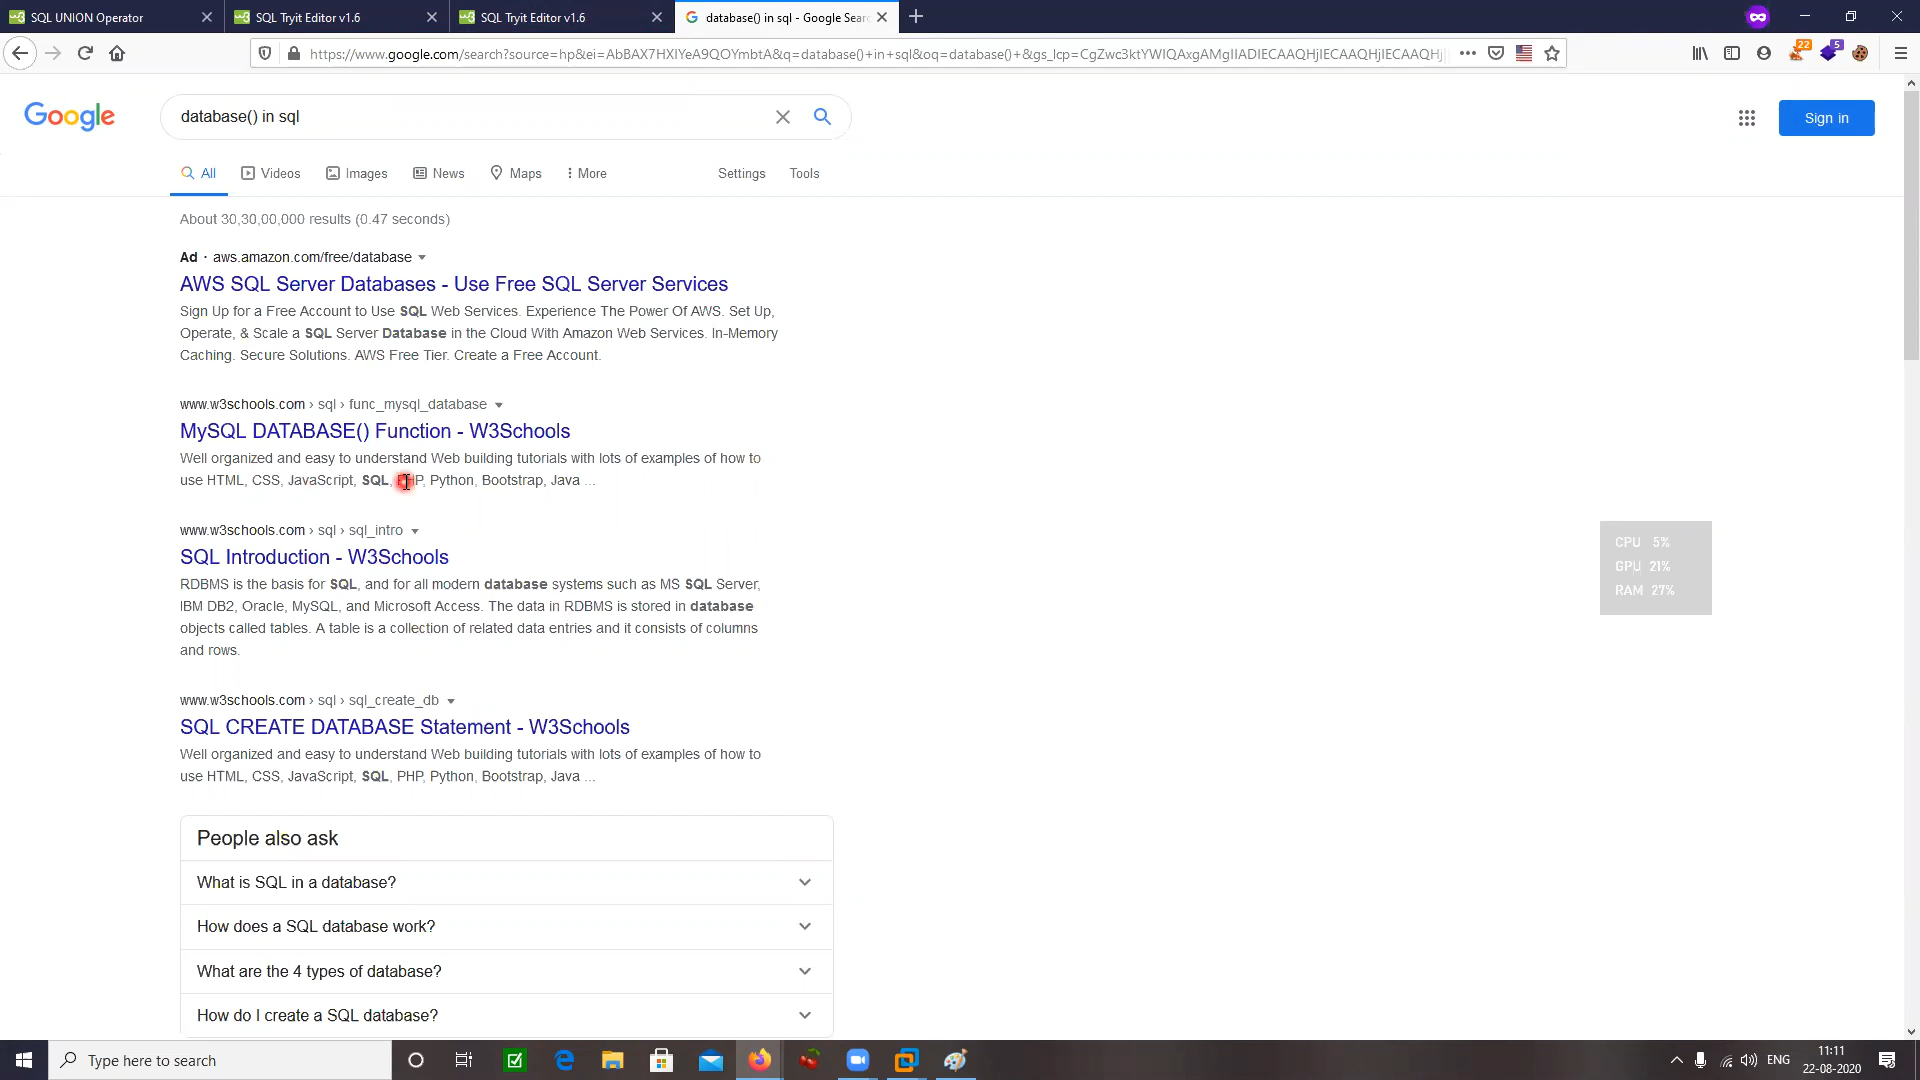 SQL UNION Operator
SQL Tryit Editor v1.6
SQL Tryit Editor v1.6
database() in sql - Google Sear
https://www.google.com/search?source=hp&ei=AbBAX7HXIYeA9QOYmbtA&q=database()+in+sql&oq=database()+&gs_lcp=CgZwc3ktYWIQAxgAMgIIADIECAAQHjIECAAQHjIECAAQHjIECAAQHj
22
5
Google
database() in sql
Sign in
All
Videos
Images
News
Maps
More
Settings
Tools
About 30,30,00,000 results (0.47 seconds)
Ad · aws.amazon.com/free/database
AWS SQL Server Databases - Use Free SQL Server Services
Sign Up for a Free Account to Use SQL Web Services. Experience The Power Of AWS. Set Up,
Operate, & Scale a SQL Server Database in the Cloud With Amazon Web Services. In-Memory
Caching. Secure Solutions. AWS Free Tier. Create a Free Account.
www.w3schools.com › sql › func_mysql_database
MySQL DATABASE() Function - W3Schools
Well organized and easy to understand Web building tutorials with lots of examples of how to
use HTML, CSS, JavaScript, SQL, PHP, Python, Bootstrap, Java ...
www.w3schools.com › sql › sql_intro
SQL Introduction - W3Schools
RDBMS is the basis for SQL, and for all modern database systems such as MS SQL Server,
IBM DB2, Oracle, MySQL, and Microsoft Access. The data in RDBMS is stored in database
objects called tables. A table is a collection of related data entries and it consists of columns
and rows.
www.w3schools.com › sql › sql_create_db
SQL CREATE DATABASE Statement - W3Schools
Well organized and easy to understand Web building tutorials with lots of examples of how to
use HTML, CSS, JavaScript, SQL, PHP, Python, Bootstrap, Java ...
People also ask
What is SQL in a database?
How does a SQL database work?
What are the 4 types of database?
How do I create a SQL database?
CPU 5%
GPU 21%
RAM 27%
Type here to search
ENG
11:11
22-08-2020